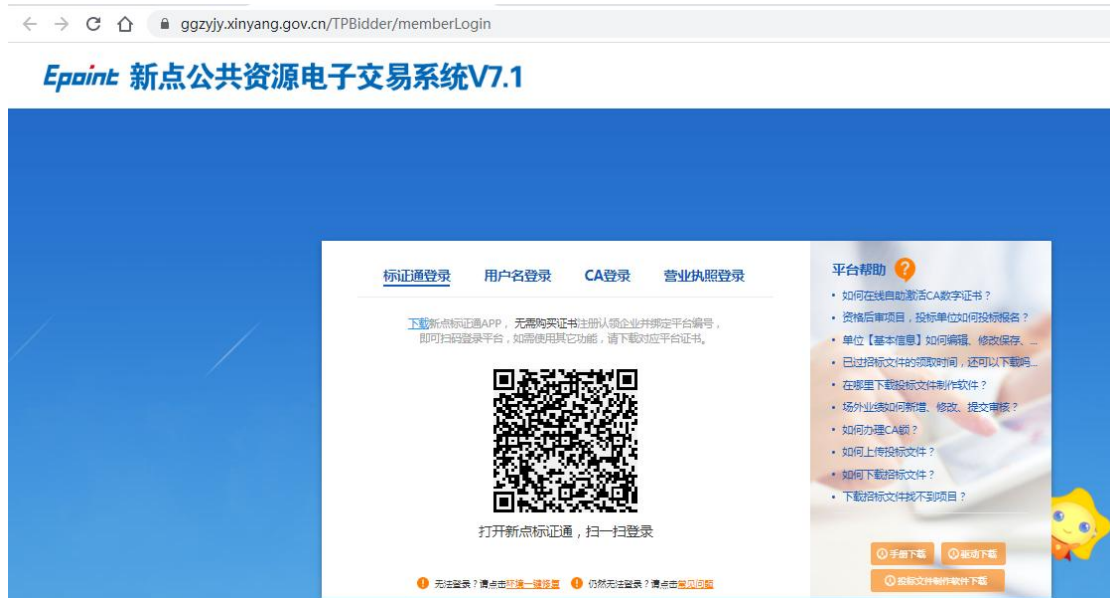 ggzyjy.xinyang.gov.cn/TPBidder/memberLogin
Epoint 新点公共资源电子交易系统V7.1
标证通登录 用户名登录 CA登录 营业执照登录
下载新点标证通APP，无需购买证书注册认领企业并绑定平台编号，
即可扫码登录平台，如需使用其它功能，请下载对应平台证书。
打开新点标证通，扫一扫登录
无法登录？请点击环境一键修复 仍然无法登录？请点击常见问题
平台帮助 ?
• 如何在线自助激活CA数字证书？
• 资格后审项目，投标单位如何投标报名？
• 单位【基本信息】如何编辑、修改保存、...
• 已过招标文件的领取时间，还可以下载吗...
• 在哪里下载投标文件制作软件？
• 场外业绩如何新增、修改、提交审核？
• 如何办理CA锁？
• 如何上传投标文件？
• 如何下载招标文件？
• 下载招标文件找不到项目？
手册下载 驱动下载
投标文件制作软件下载